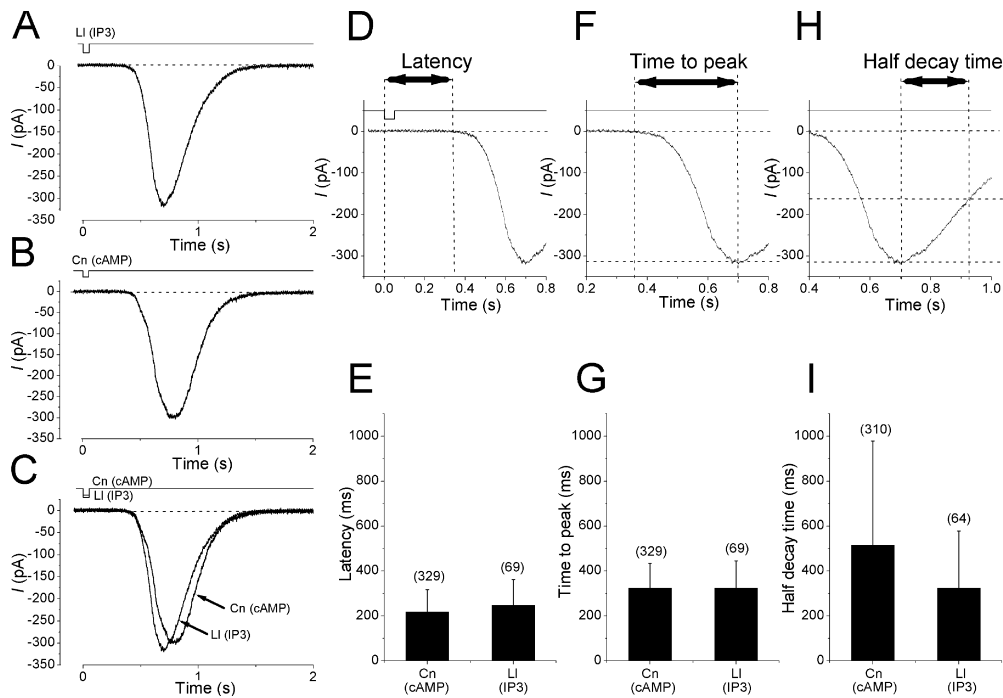 A
LI (IP3)
0
-50
-100
-150
-200
-250
-300
-350
I (pA)
0
1
2
Time (s)
B
Cn (cAMP)
0
-50
-100
-150
-200
-250
-300
-350
I (pA)
0
1
2
Time (s)
C
Cn (cAMP)
LI (IP3)
0
-50
-100
-150
-200
-250
-300
-350
I (pA)
Cn (cAMP)
LI (IP3)
0
1
2
Time (s)
D
Latency
0
-100
-200
-300
I (pA)
0.0
0.2
0.4
0.6
0.8
Time (s)
F
Time to peak
0
-100
-200
-300
I (pA)
0.2
0.4
0.6
0.8
Time (s)
H
Half decay time
0
-100
-200
-300
I (pA)
0.4
0.6
0.8
1.0
Time (s)
E
1000
800
600
400
200
0
Latency (ms)
(329)
(69)
Cn
(cAMP)
LI
(IP3)
G
1000
800
600
400
200
0
Time to peak (ms)
(329)
(69)
Cn
(cAMP)
LI
(IP3)
I
1000
800
600
400
200
0
Half decay time (ms)
(310)
(64)
Cn
(cAMP)
LI
(IP3)